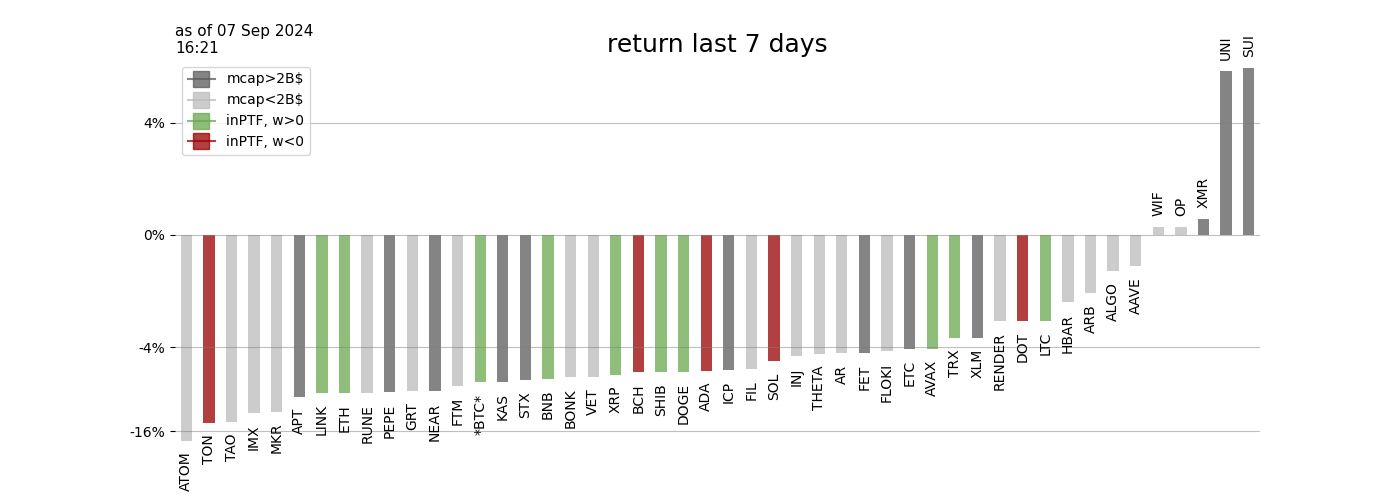 as of 07 Sep 2024
16:21
return last 7 days
mcap>2B$
mcap<2B$
inPTF, w>0
inPTF, w<0
4%
0%
-4%
-16%
ATOM
TON
TAO
IMX
MKR
APT
LINK
ETH
RUNE
PEPE
GRT
NEAR
FTM
*BTC*
KAS
STX
BNB
BONK
VET
XRP
BCH
SHIB
DOGE
ADA
ICP
FIL
SOL
INJ
THETA
AR
FET
FLOKI
ETC
AVAX
TRX
XLM
RENDER
DOT
LTC
HBAR
ARB
ALGO
AAVE
WIF
OP
XMR
UNI
SUI